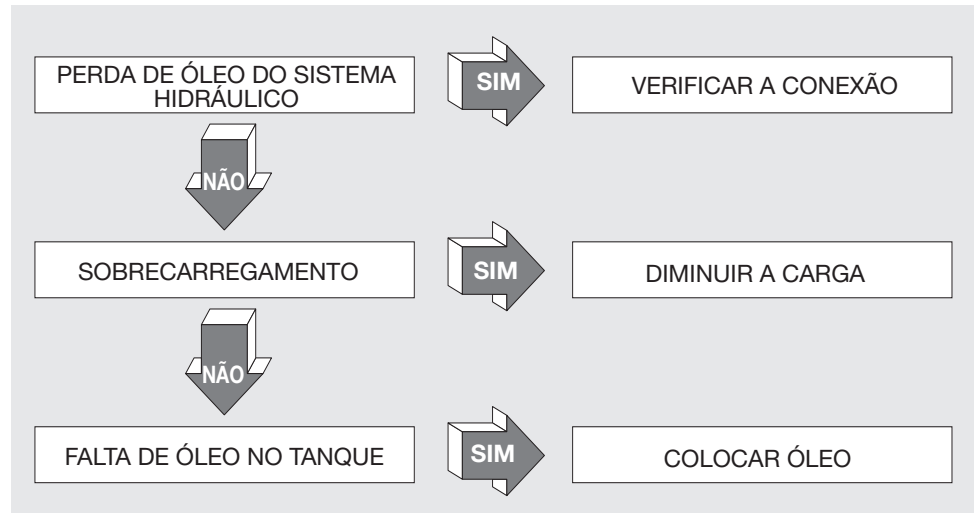 PERDA DE ÓLEO DO SISTEMA
HIDRÁULICO
SIM
VERIFICAR A CONEXÃO
NÃO
SOBRECARREGAMENTO
SIM
DIMINUIR A CARGA
NÃO
FALTA DE ÓLEO NO TANQUE
SIM
COLOCAR ÓLEO